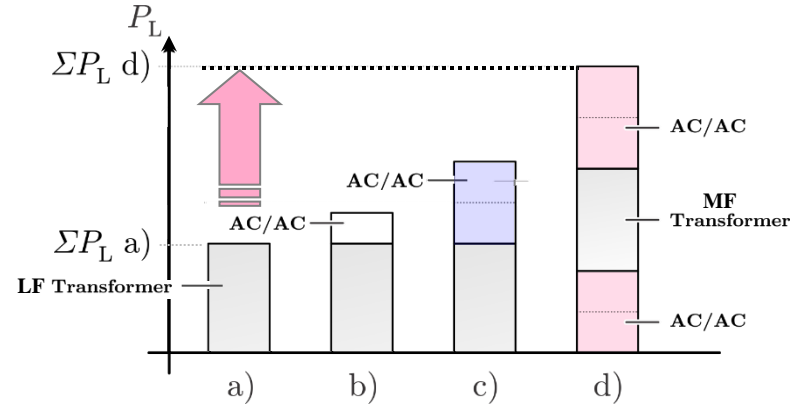 P_L
ΣP_L d)
AC/AC
AC/AC
MF
Transformer
AC/AC
ΣP_L a)
LF Transformer
AC/AC
a) b) c) d)